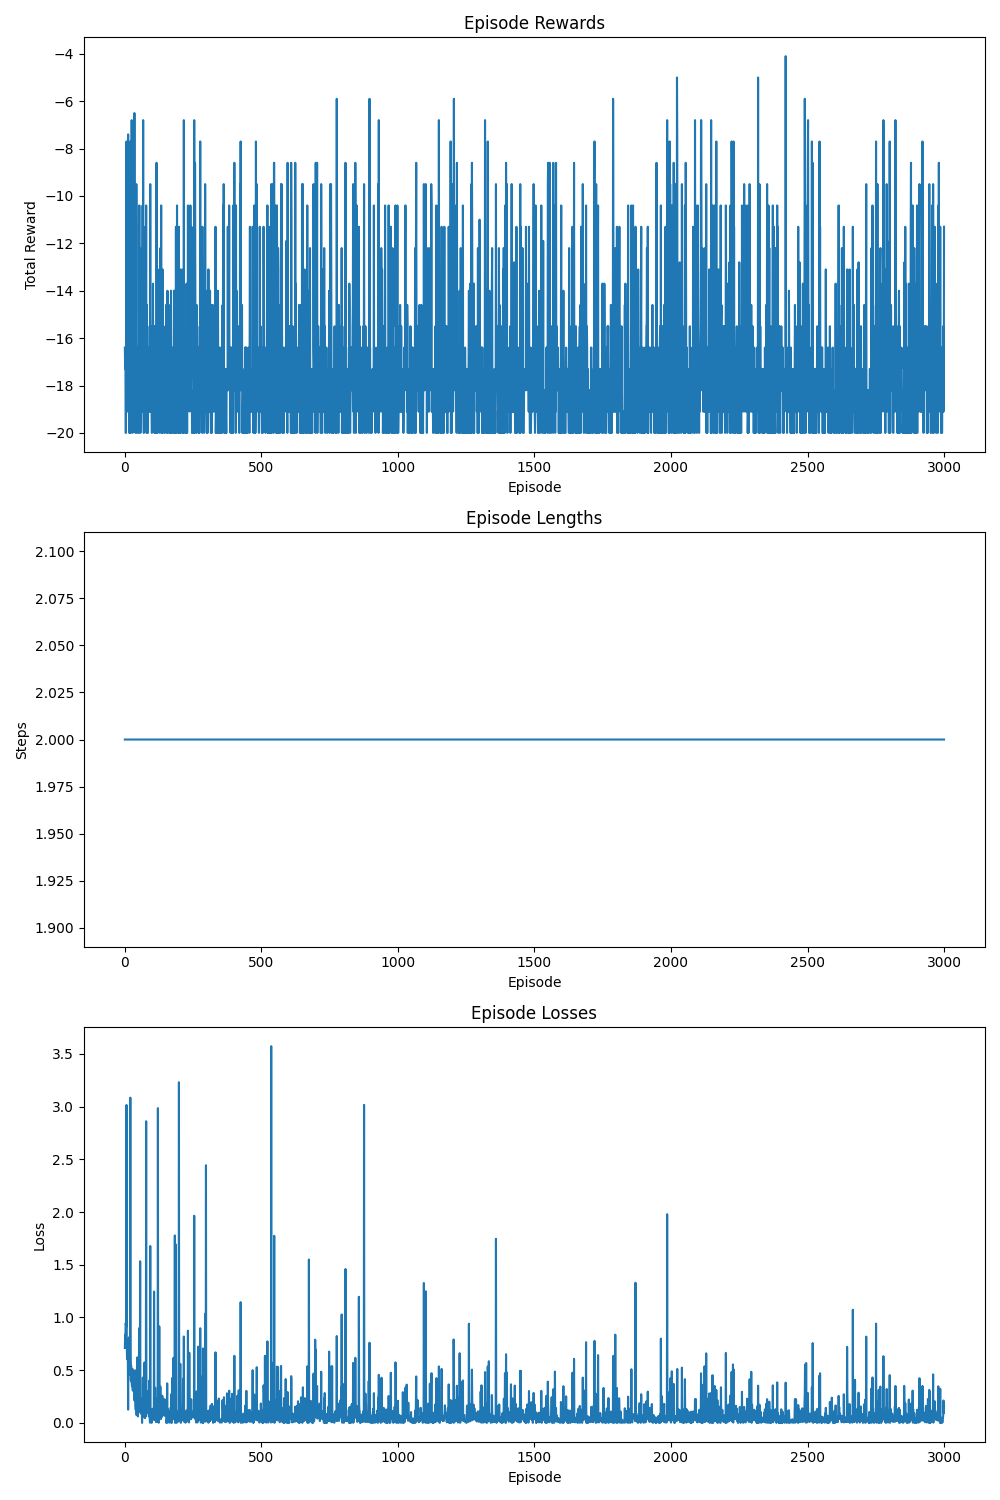 Episode Rewards
−4
−6
−8
−10
−12
−14
−16
−18
−20
Total Reward
0 500 1000 1500 2000 2500 3000
Episode
Episode Lengths
2.100
2.075
2.050
2.025
2.000
1.975
1.950
1.925
1.900
Steps
0 500 1000 1500 2000 2500 3000
Episode
Episode Losses
3.5
3.0
2.5
2.0
1.5
1.0
0.5
0.0
Loss
0 500 1000 1500 2000 2500 3000
Episode